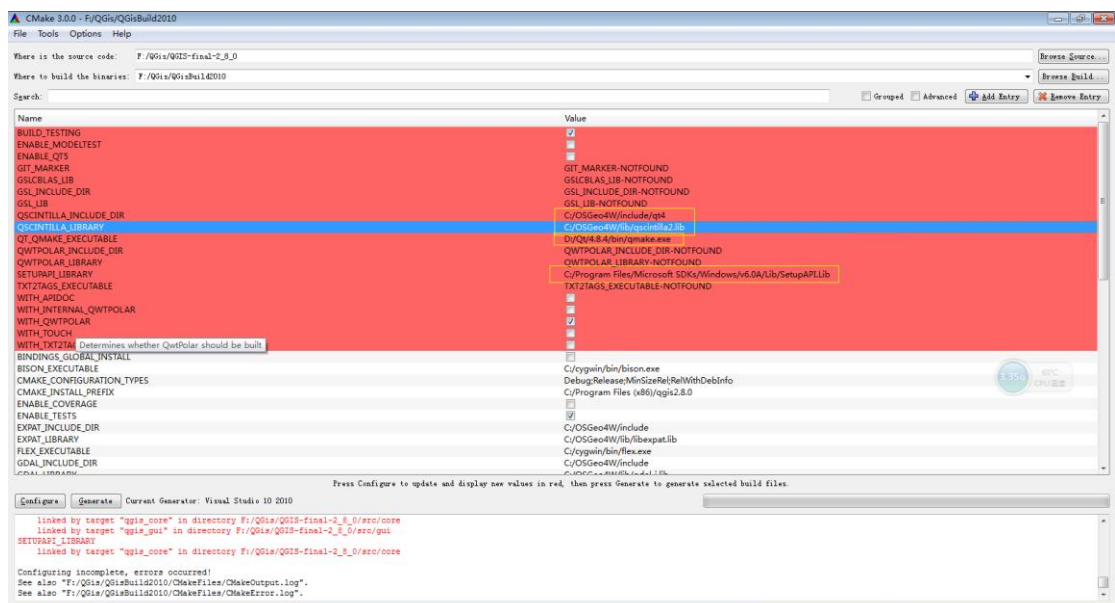 CMake 3.0.0 - F:/QGis/QGisBuild2010
File Tools Options Help
Where is the source code: F:/QGis/QGIS-final-2_8_0 Browse Source...
Where to build the binaries: F:/QGis/QGisBuild2010 Browse Build...
Search: Grouped Advanced Add Entry Remove Entry
Name Value
BUILD_TESTING
ENABLE_MODELTEST
ENABLE_QT5
GIT_MARKER GIT_MARKER-NOTFOUND
GSLCBLAS_LIB GSLCBLAS_LIB-NOTFOUND
GSL_INCLUDE_DIR GSL_INCLUDE_DIR-NOTFOUND
GSL_LIB GSL_LIB-NOTFOUND
QSCINTILLA_INCLUDE_DIR C:/OSGeo4W/include/qt4
QSCINTILLA_LIBRARY C:/OSGeo4W/lib/qscintilla2.lib
QT_QMAKE_EXECUTABLE D:/Qt/4.8.4/bin/qmake.exe
QWTPOLAR_INCLUDE_DIR QWTPOLAR_INCLUDE_DIR-NOTFOUND
QWTPOLAR_LIBRARY QWTPOLAR_LIBRARY-NOTFOUND
SETUPAPI_LIBRARY C:/Program Files/Microsoft SDKs/Windows/v6.0A/Lib/SetupAPI.Lib
TXT2TAGS_EXECUTABLE TXT2TAGS_EXECUTABLE-NOTFOUND
WITH_APIDOC
WITH_INTERNAL_QWTPOLAR
WITH_QWTPOLAR
WITH_TOUCH
WITH_TXT2TA Determines whether QwtPolar should be built
BINDINGS_GLOBAL_INSTALL
BISON_EXECUTABLE C:/cygwin/bin/bison.exe
CMAKE_CONFIGURATION_TYPES Debug;Release;MinSizeRel;RelWithDebInfo
CMAKE_INSTALL_PREFIX C:/Program Files (x86)/qgis2.8.0
ENABLE_COVERAGE
ENABLE_TESTS
EXPAT_INCLUDE_DIR C:/OSGeo4W/include
EXPAT_LIBRARY C:/OSGeo4W/lib/libexpat.lib
FLEX_EXECUTABLE C:/cygwin/bin/flex.exe
GDAL_INCLUDE_DIR C:/OSGeo4W/include
Press Configure to update and display new values in red, then press Generate to generate selected build files.
Configure Generate Current Generator: Visual Studio 10 2010
linked by target "qgis_core" in directory F:/QGis/QGIS-final-2_8_0/src/core
linked by target "qgis_gui" in directory F:/QGis/QGIS-final-2_8_0/src/gui
SETUPAPI_LIBRARY
linked by target "qgis_core" in directory F:/QGis/QGIS-final-2_8_0/src/core
Configuring incomplete, errors occurred!
See also "F:/QGis/QGisBuild2010/CMakeFiles/CMakeOutput.log".
See also "F:/QGis/QGisBuild2010/CMakeFiles/CMakeError.log".